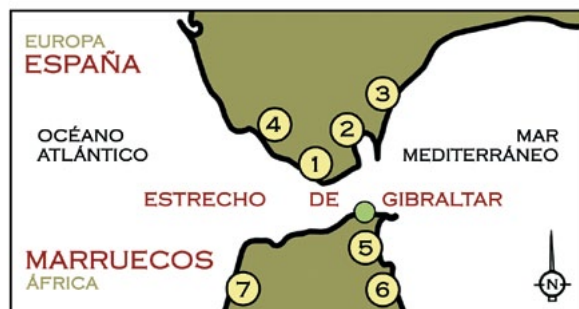 EUROPA
ESPAÑA
3
4
2
OCÉANO
ATLÁNTICO
MAR
MEDITERRÁNEO
1
ESTRECHO DE GIBRALTAR
MARRUECOS
ÁFRICA
5
7
6
N